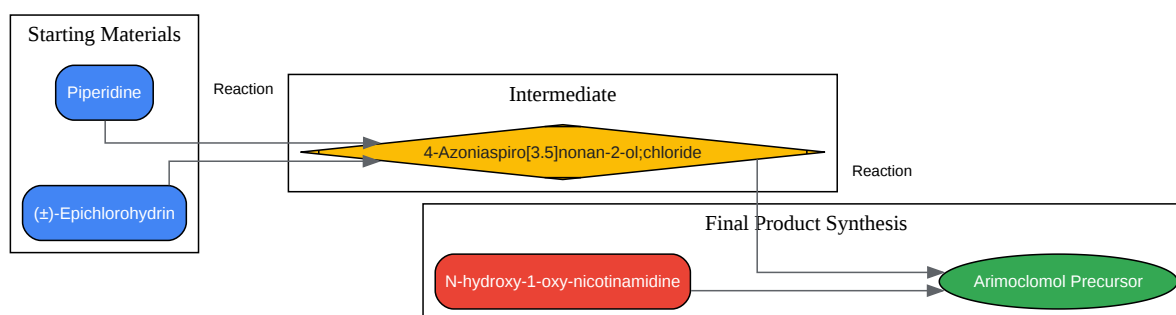 Starting Materials
Piperidine
(±)-Epichlorohydrin
Reaction
Intermediate
4-Azoniaspiro[3.5]nonan-2-ol;chloride
Reaction
Final Product Synthesis
N-hydroxy-1-oxy-nicotinamidine
Arimoclomol Precursor